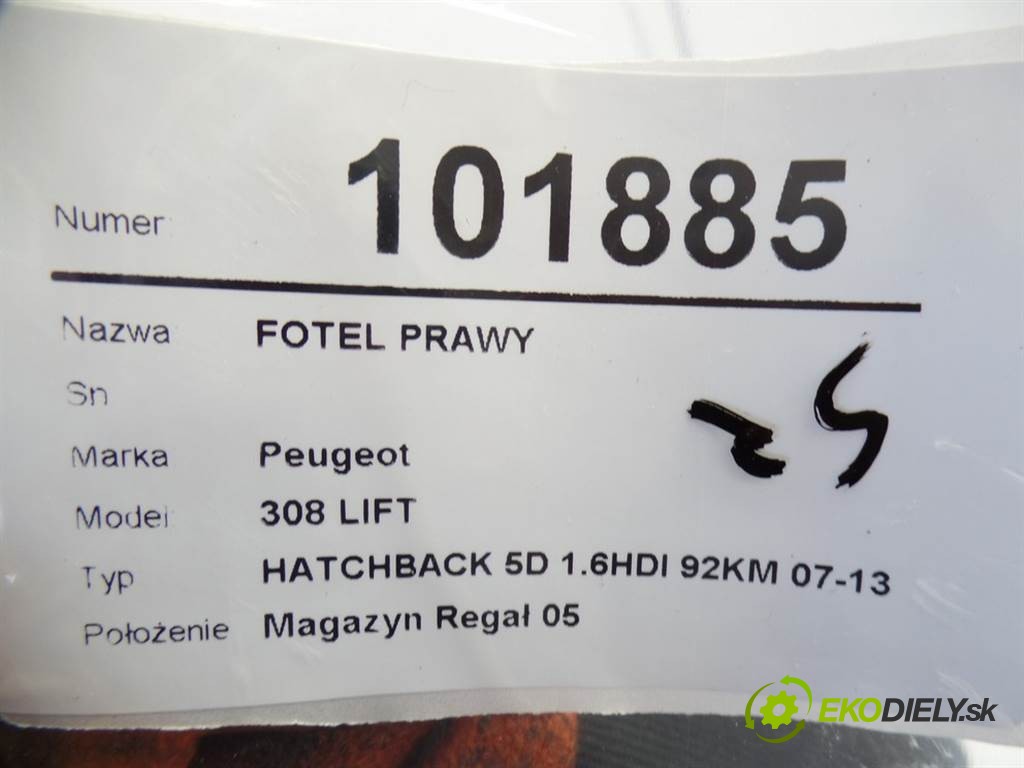 Numer 101885
Nazwa FOTEL PRAWY
Sn
Marka Peugeot
Model 308 LIFT
Typ HATCHBACK 5D 1.6HDI 92KM 07-13
Położenie Magazyn Regał 05
EKODIELY.sk